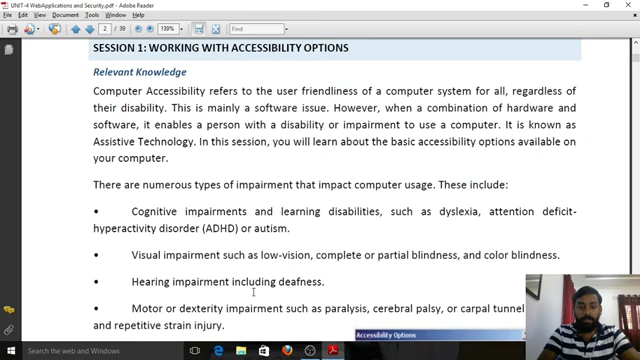 UNIT-4 WebApplications and Security.pdf - Adobe Reader
File Edit View Document Tools Window Help
2 / 39 139% Find
SESSION 1: WORKING WITH ACCESSIBILITY OPTIONS
Relevant Knowledge
Computer Accessibility refers to the user friendliness of a computer system for all, regardless of
their disability. This is mainly a software issue. However, when a combination of hardware and
software, it enables a person with a disability or impairment to use a computer. It is known as
Assistive Technology. In this session, you will learn about the basic accessibility options available on
your computer.
There are numerous types of impairment that impact computer usage. These include:
• Cognitive impairments and learning disabilities, such as dyslexia, attention deficit-
hyperactivity disorder (ADHD) or autism.
• Visual impairment such as low-vision, complete or partial blindness, and color blindness.
• Hearing impairment including deafness.
• Motor or dexterity impairment such as paralysis, cerebral palsy, or carpal tunnel
and repetitive strain injury.
Accessibility Options